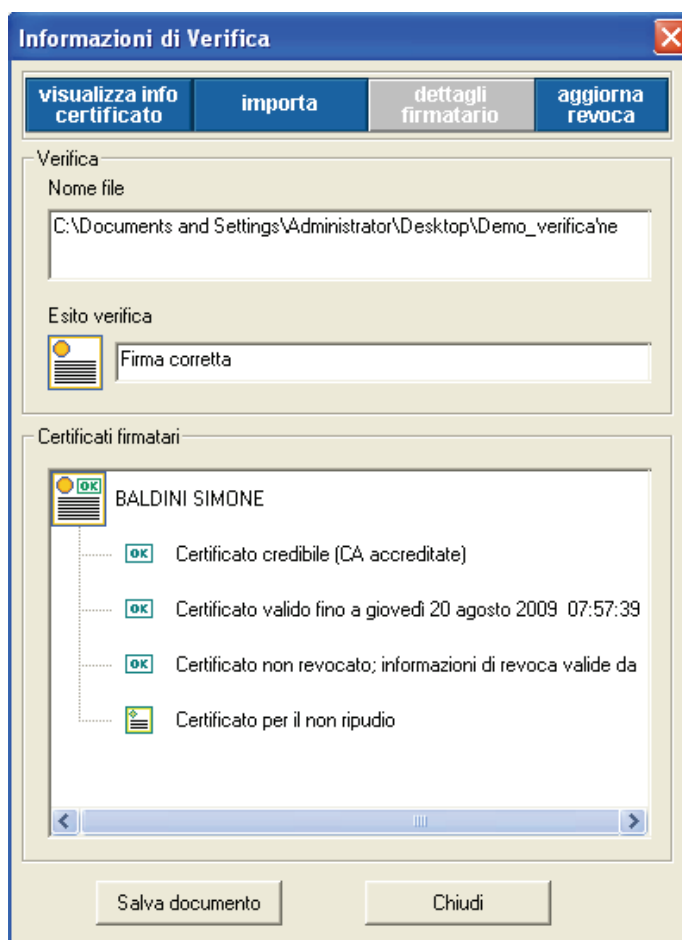 Informazioni di Verifica
visualizza info
certificato
importa
dettagli
firmatario
aggiorna
revoca
Verifica
Nome file
C:\Documents and Settings\Administrator\Desktop\Demo_verifica\ne
Esito verifica
Firma corretta
Certificati firmatari
OK BALDINI SIMONE
OK Certificato credibile (CA accreditate)
OK Certificato valido fino a giovedì 20 agosto 2009 07:57:39
OK Certificato non revocato; informazioni di revoca valide da
Certificato per il non ripudio
Salva documento
Chiudi